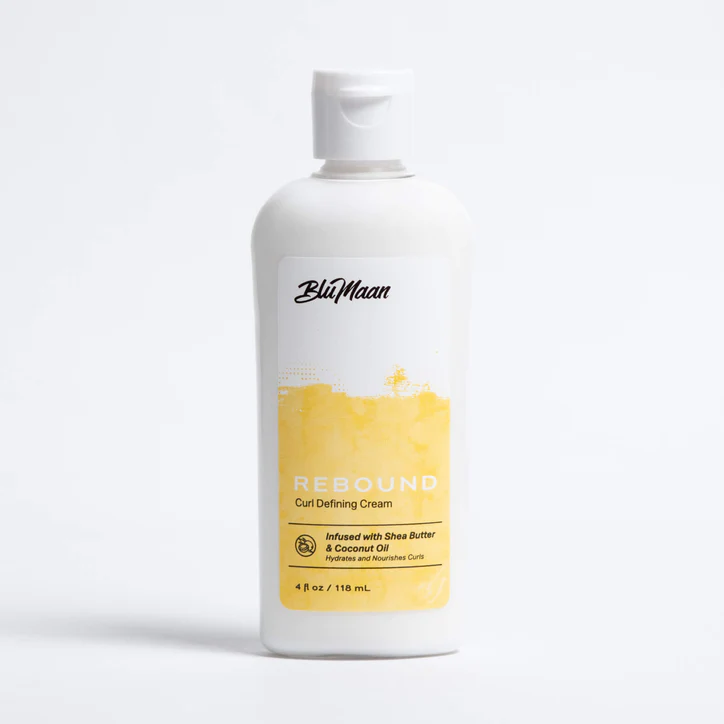 BluMaan
REBOUND
Curl Defining Cream
Infused with Shea Butter
& Coconut Oil
Hydrates and Nourishes Curls
4 fl oz / 118 mL